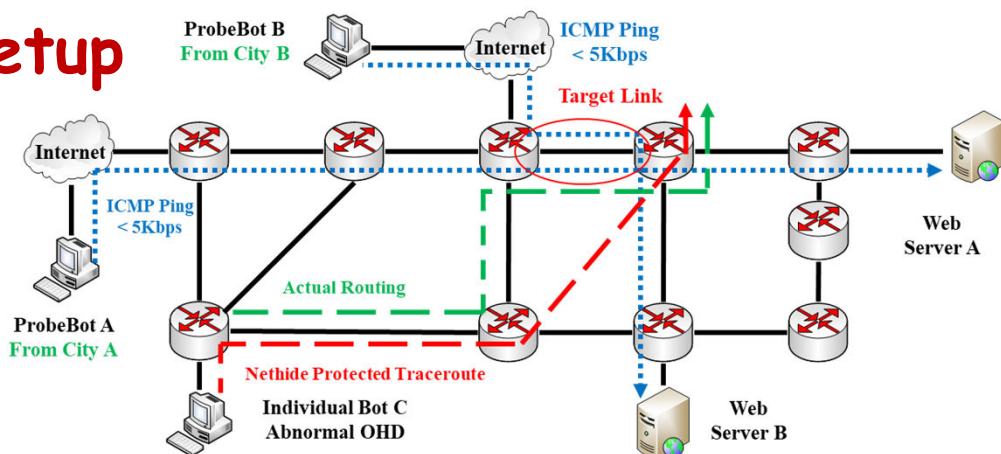 etup
ProbeBot B
From City B
Internet
ICMP Ping
< 5Kbps
Target Link
Internet
ICMP Ping
< 5Kbps
Web
Server A
Actual Routing
ProbeBot A
From City A
Nethide Protected Traceroute
Individual Bot C
Abnormal OHD
Web
Server B